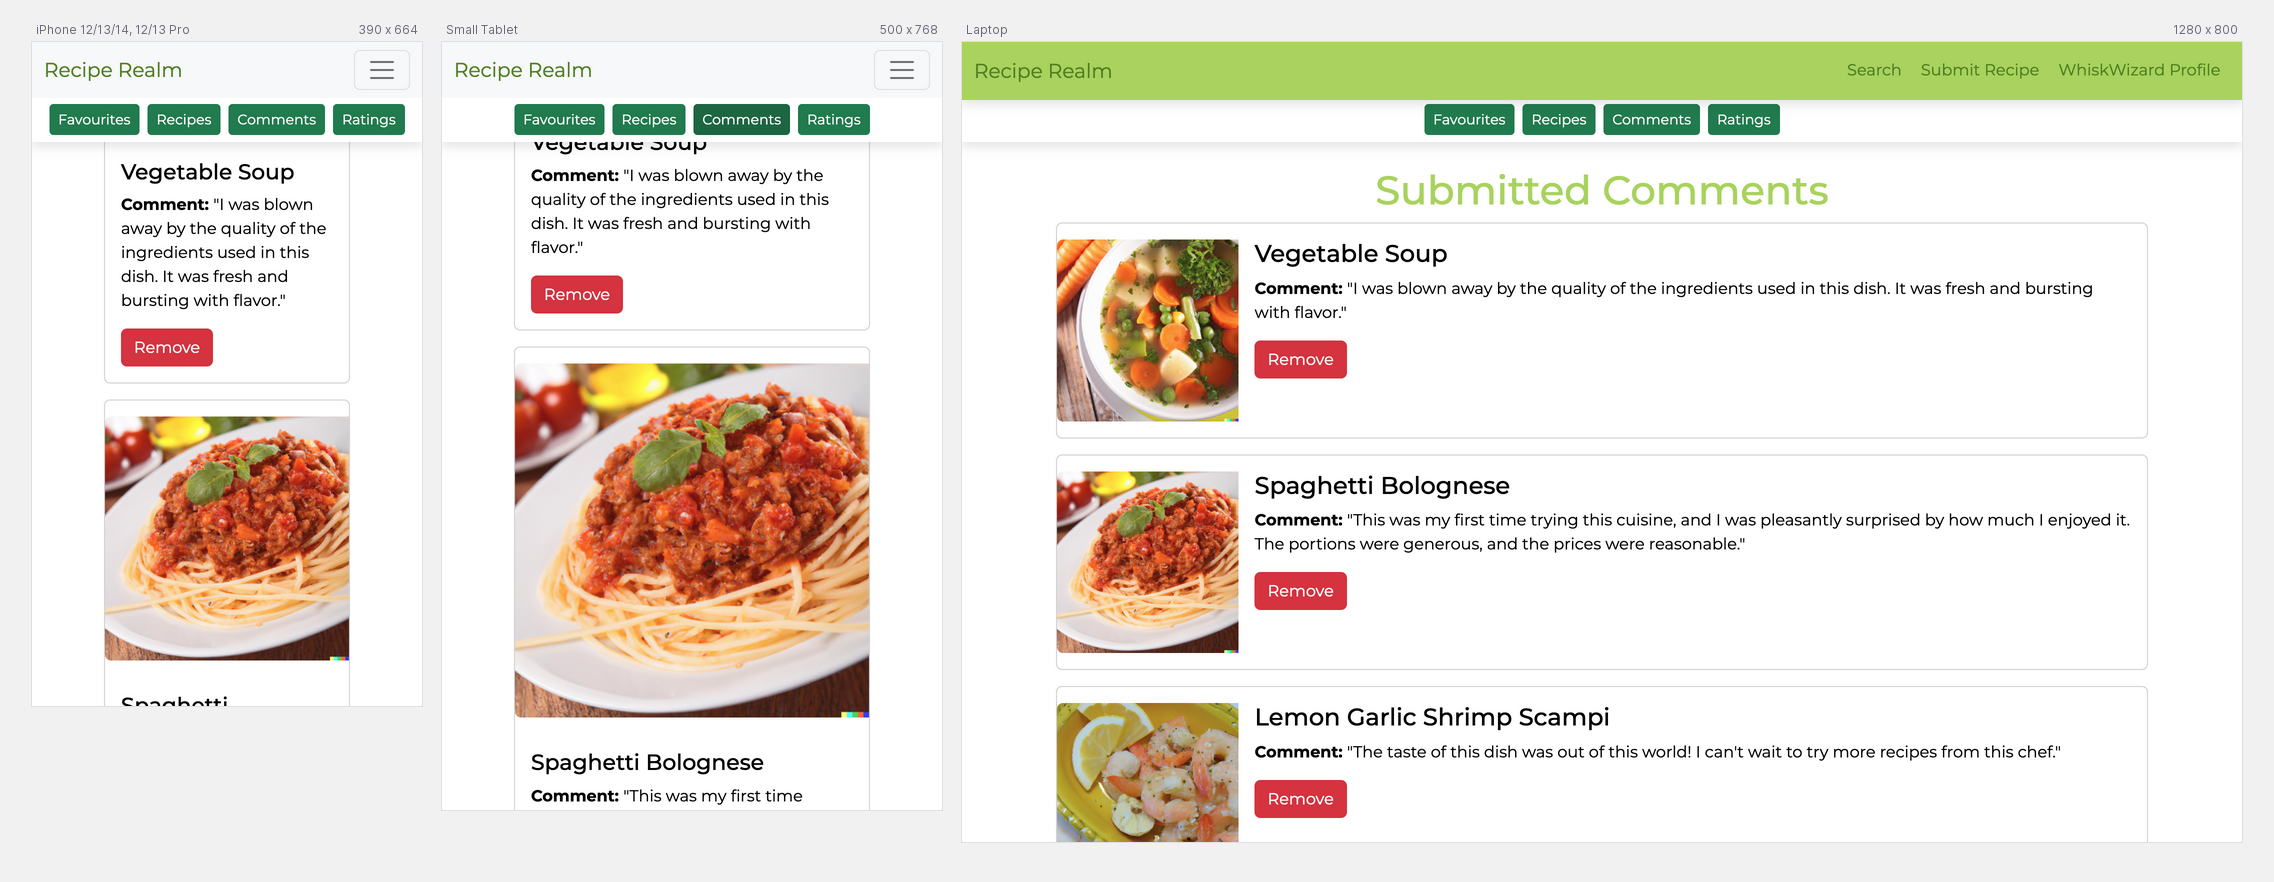 iPhone 12/13/14, 12/13 Pro 390 x 664
Recipe Realm
Favourites Recipes Comments Ratings
Vegetable Soup
Comment: "I was blown
away by the quality of the
ingredients used in this
dish. It was fresh and
bursting with flavor."
Remove
Spaghetti
Small Tablet 500 x 768
Recipe Realm
Favourites Recipes Comments Ratings
Vegetable Soup
Comment: "I was blown away by the
quality of the ingredients used in this
dish. It was fresh and bursting with
flavor."
Remove
Spaghetti Bolognese
Comment: "This was my first time
Laptop 1280 x 800
Recipe Realm Search Submit Recipe WhiskWizard Profile
Favourites Recipes Comments Ratings
Submitted Comments
Vegetable Soup
Comment: "I was blown away by the quality of the ingredients used in this dish. It was fresh and bursting
with flavor."
Remove
Spaghetti Bolognese
Comment: "This was my first time trying this cuisine, and I was pleasantly surprised by how much I enjoyed it.
The portions were generous, and the prices were reasonable."
Remove
Lemon Garlic Shrimp Scampi
Comment: "The taste of this dish was out of this world! I can't wait to try more recipes from this chef."
Remove